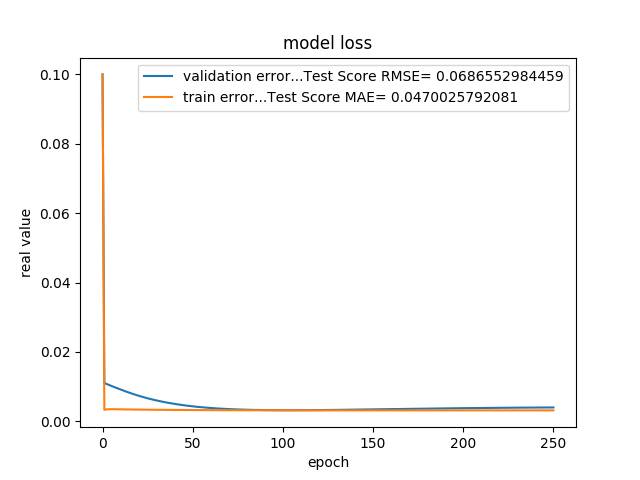 model loss
validation error...Test Score RMSE= 0.0686552984459
train error...Test Score MAE= 0.0470025792081
0.10
0.08
0.06
0.04
0.02
0.00
real value
0 50 100 150 200 250
epoch